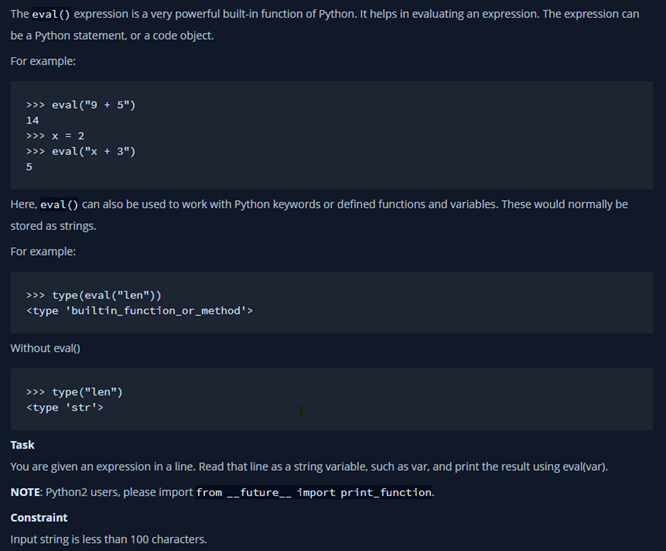 The eval() expression is a very powerful built-in function of Python. It helps in evaluating an expression. The expression can
be a Python statement, or a code object.
For example:
>>> eval("9 + 5")
14
>>> x = 2
>>> eval("x + 3")
5
Here, eval() can also be used to work with Python keywords or defined functions and variables. These would normally be
stored as strings.
For example:
>>> type(eval("len"))
<type 'builtin_function_or_method'>
Without eval()
>>> type("len")
<type 'str'>
Task
You are given an expression in a line. Read that line as a string variable, such as var, and print the result using eval(var).
NOTE: Python2 users, please import from __future__ import print_function.
Constraint
Input string is less than 100 characters.